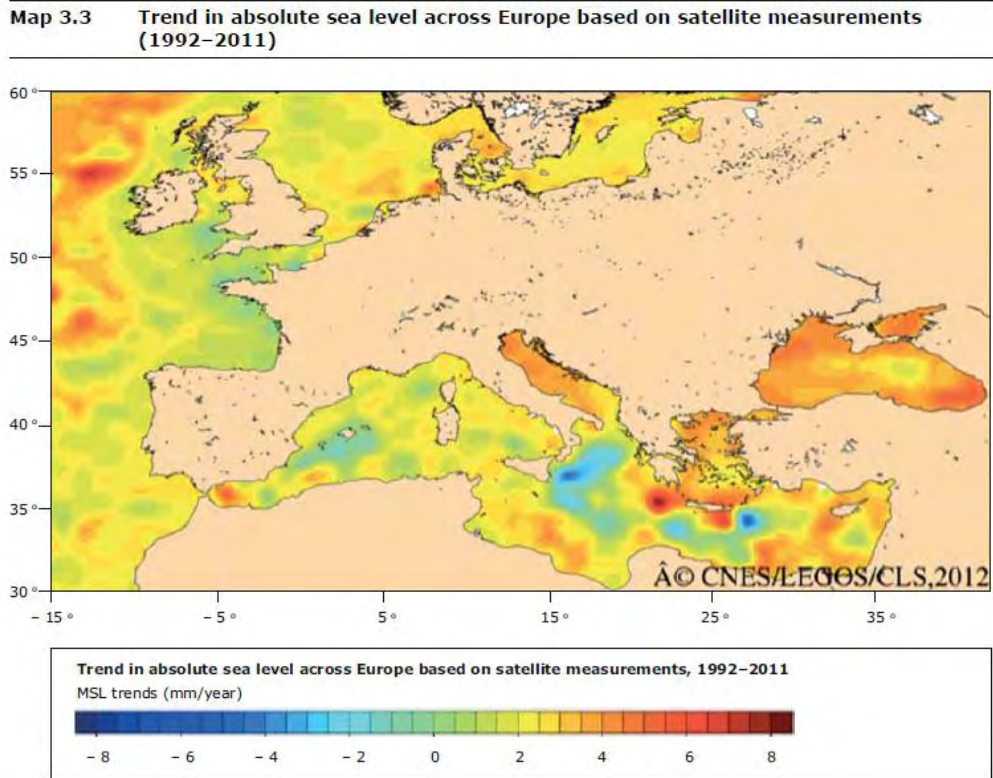 Map 3.3 Trend in absolute sea level across Europe based on satellite measurements
(1992–2011)
60 °
55 °
50 °
45 °
40 °
35 °
30 °
Â© CNES/LEGOS/CLS,2012
– 15 ° – 5 ° 5 ° 15 ° 25 ° 35 °
Trend in absolute sea level across Europe based on satellite measurements, 1992–2011
MSL trends (mm/year)
– 8 – 6 – 4 – 2 0 2 4 6 8